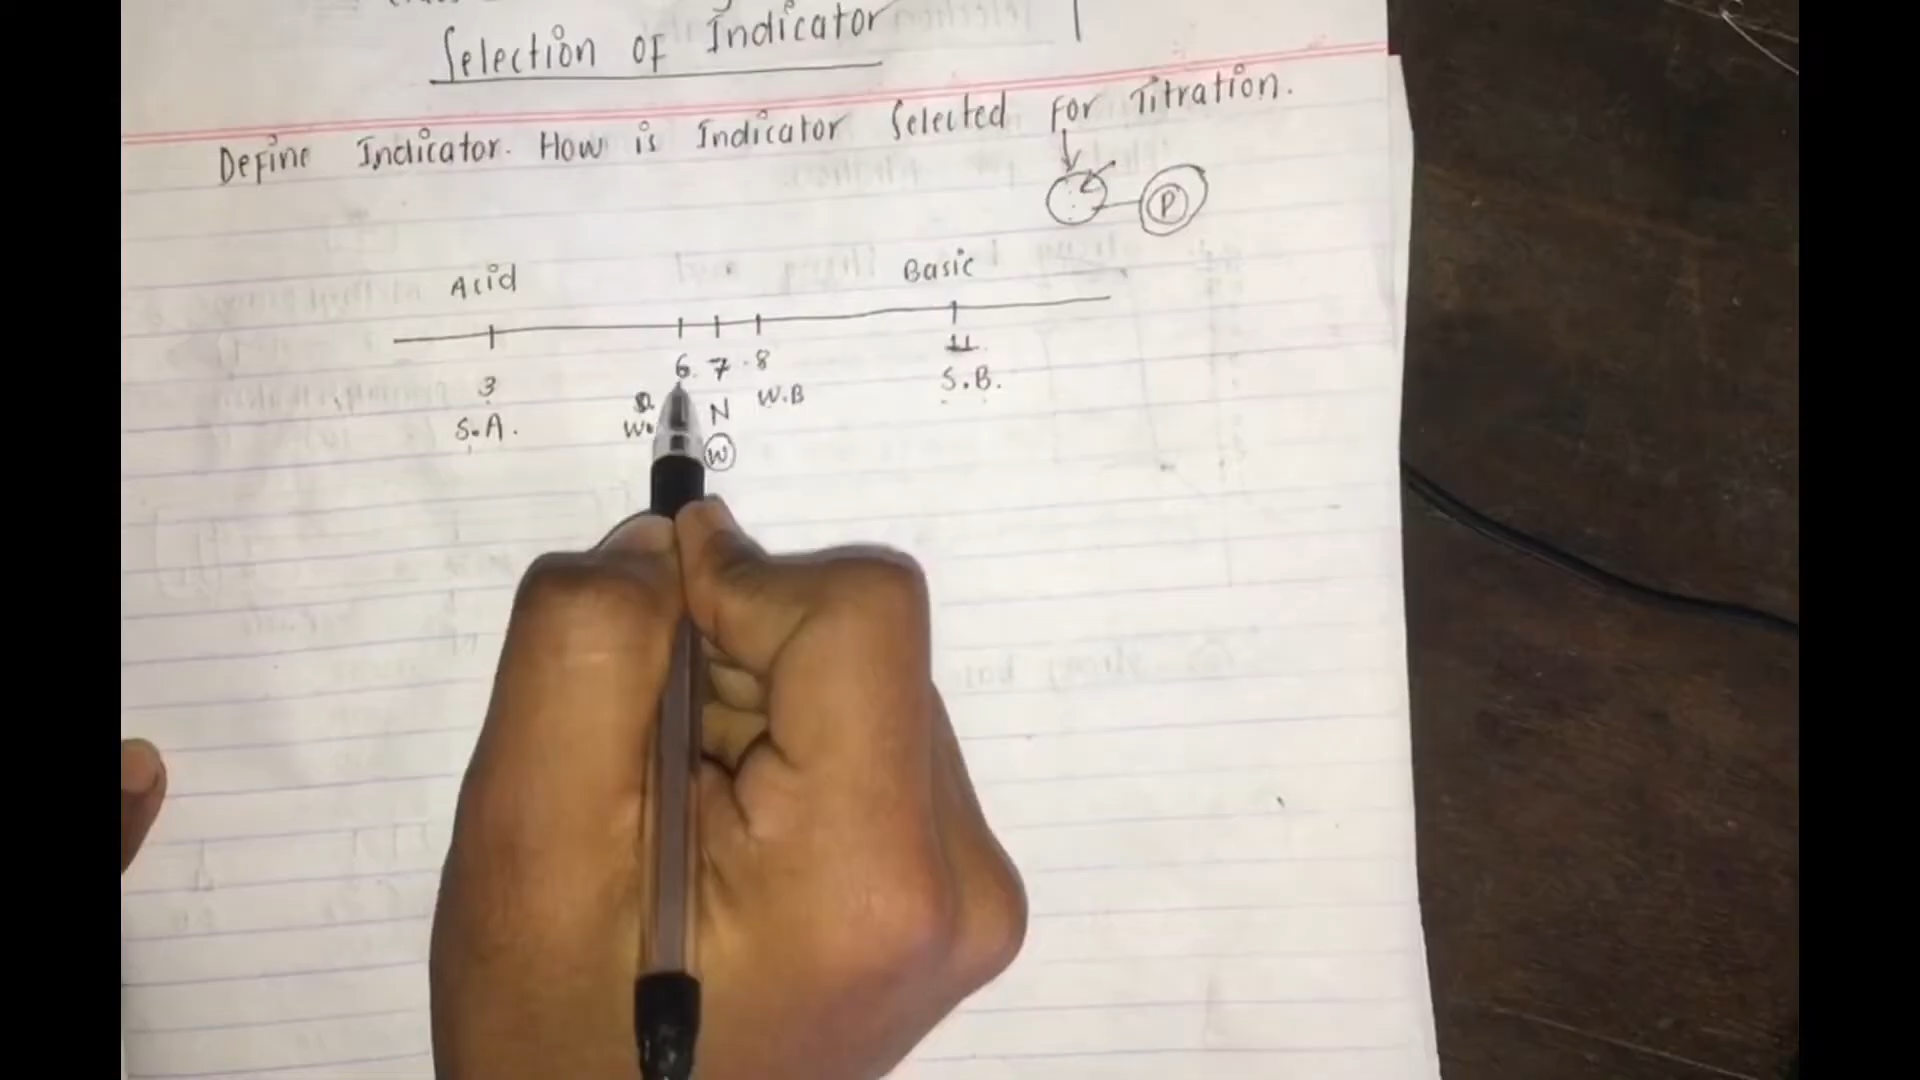 Selection of Indicator
Define Indicator. How is Indicator Selected For Titration.
P
Acid Basic
3 6. 7 8 11
S.A. W. N W.B S.B.
W